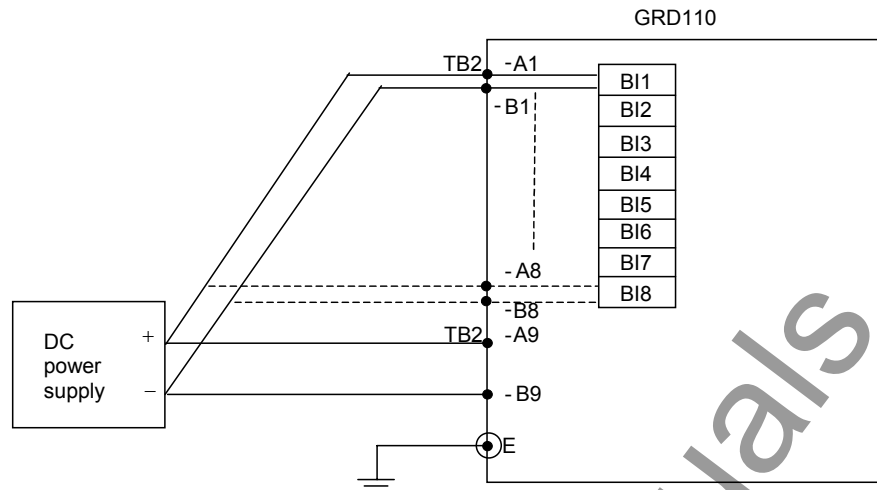 GRD110
TB2 -A1
-B1
BI1
BI2
BI3
BI4
BI5
BI6
BI7
BI8
-A8
-B8
TB2 -A9
-B9
E
DC
power
supply
+
−
uals